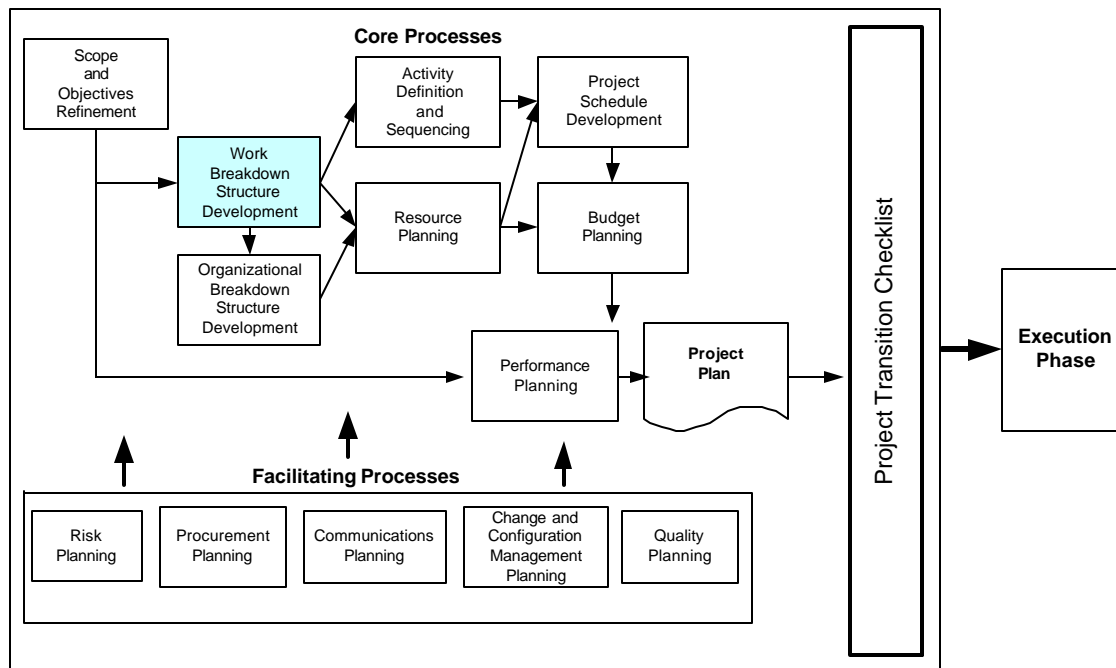 Core Processes
Scope
and
Objectives
Refinement
Work
Breakdown
Structure
Development
Organizational
Breakdown
Structure
Development
Activity
Definition
and
Sequencing
Resource
Planning
Project
Schedule
Development
Budget
Planning
Performance
Planning
Project
Plan
Project Transition Checklist
Execution
Phase
Facilitating Processes
Risk
Planning
Procurement
Planning
Communications
Planning
Change and
Configuration
Management
Planning
Quality
Planning